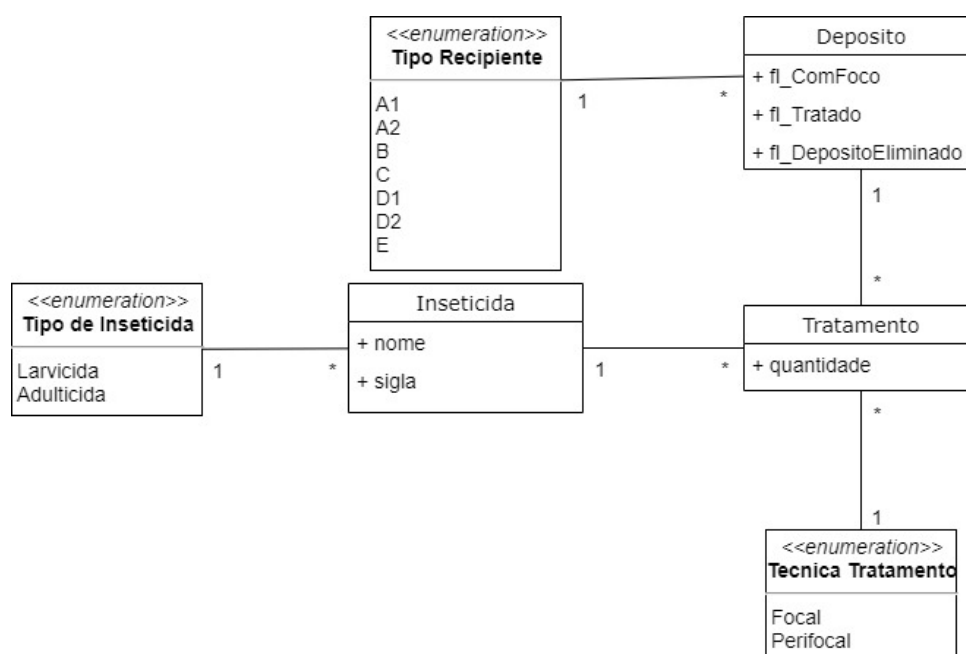 <<enumeration>>
Tipo Recipiente
A1
A2
B
C
D1
D2
E
1
*
Deposito
+ fl_ComFoco
+ fl_Tratado
+ fl_DepositoEliminado
1
*
<<enumeration>>
Tipo de Inseticida
Larvicida
Adulticida
1
*
Inseticida
+ nome
+ sigla
1
*
Tratamento
+ quantidade
*
1
<<enumeration>>
Tecnica Tratamento
Focal
Perifocal